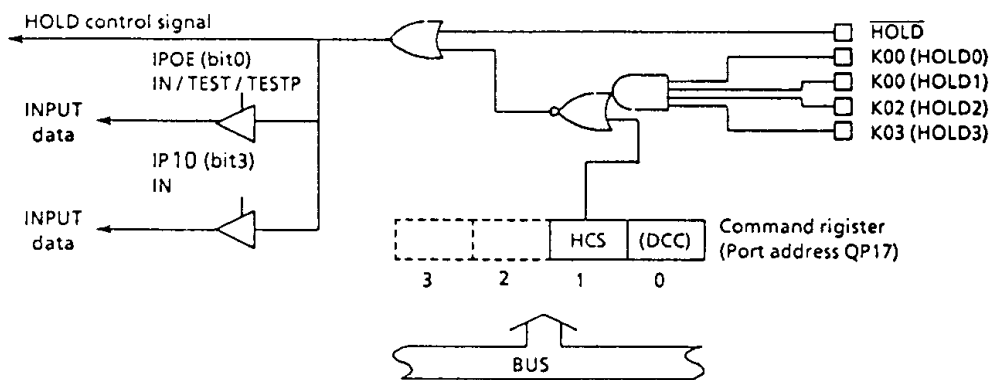 HOLD control signal
IPOE (bit0)
IN / TEST / TESTP
INPUT
data
IP10 (bit3)
IN
INPUT
data
HOLD
K00 (HOLD0)
K00 (HOLD1)
K02 (HOLD2)
K03 (HOLD3)
HCS
(DCC)
3
2
1
0
Command rigister
(Port address QP17)
BUS